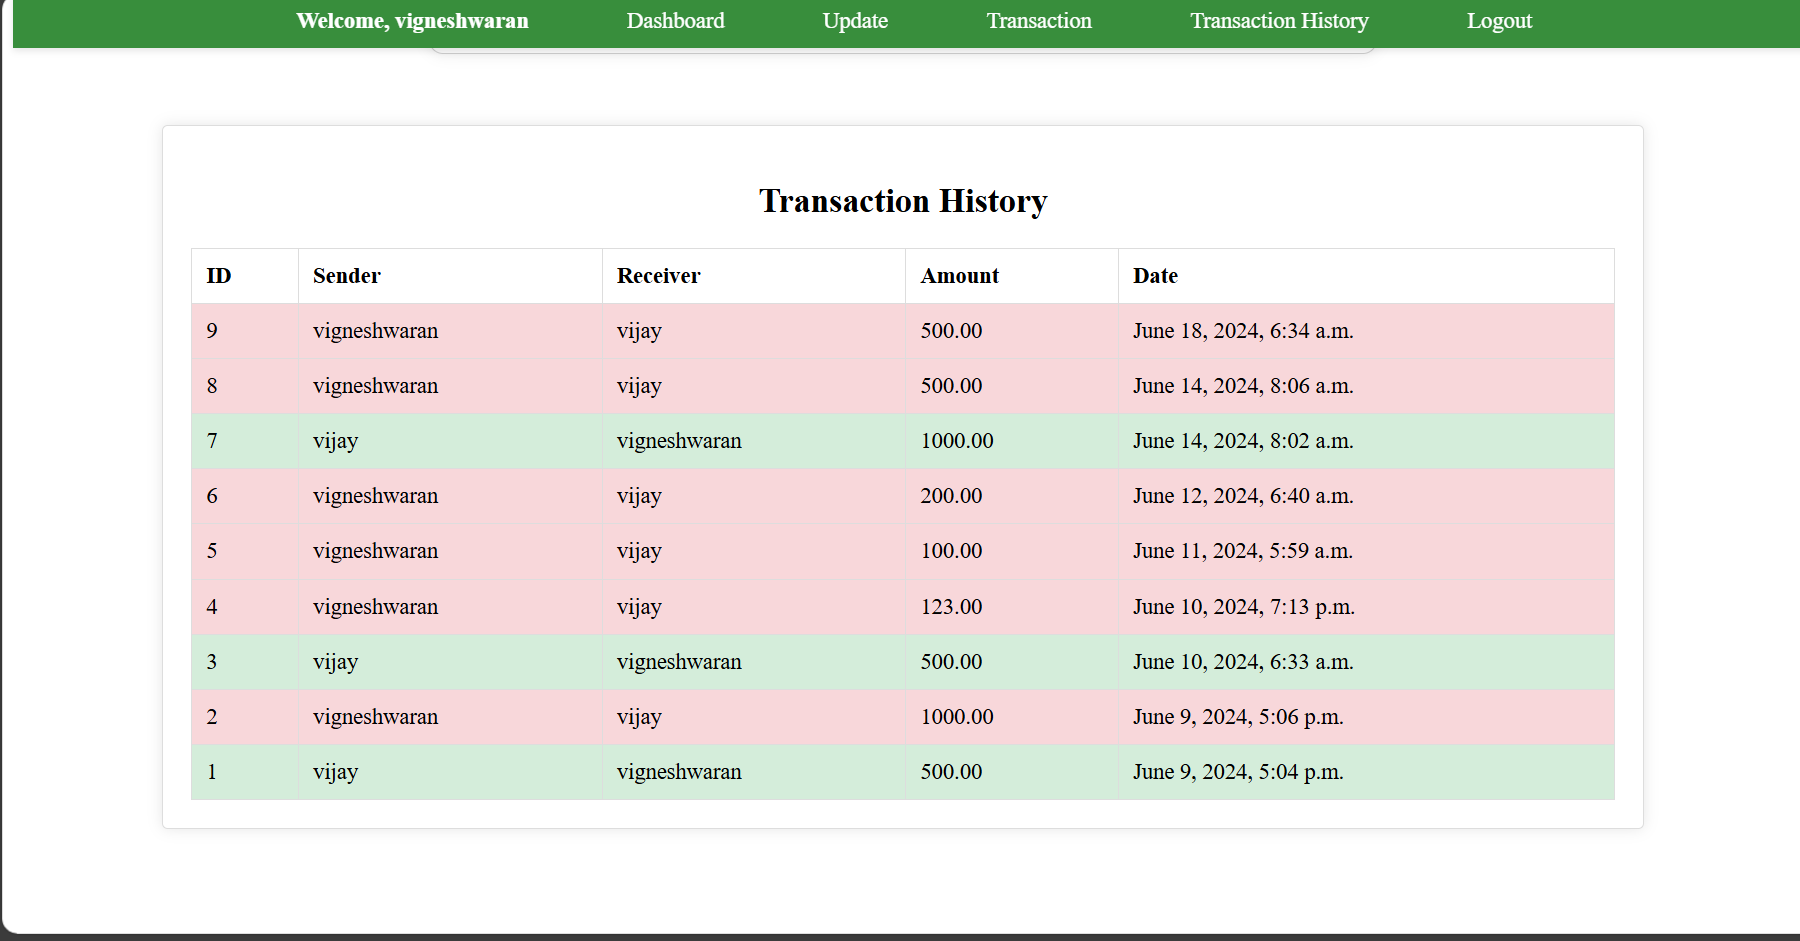 Welcome, vigneshwaran Dashboard Update Transaction Transaction History Logout
Transaction History
ID Sender Receiver Amount Date
9 vigneshwaran vijay 500.00 June 18, 2024, 6:34 a.m.
8 vigneshwaran vijay 500.00 June 14, 2024, 8:06 a.m.
7 vijay vigneshwaran 1000.00 June 14, 2024, 8:02 a.m.
6 vigneshwaran vijay 200.00 June 12, 2024, 6:40 a.m.
5 vigneshwaran vijay 100.00 June 11, 2024, 5:59 a.m.
4 vigneshwaran vijay 123.00 June 10, 2024, 7:13 p.m.
3 vijay vigneshwaran 500.00 June 10, 2024, 6:33 a.m.
2 vigneshwaran vijay 1000.00 June 9, 2024, 5:06 p.m.
1 vijay vigneshwaran 500.00 June 9, 2024, 5:04 p.m.